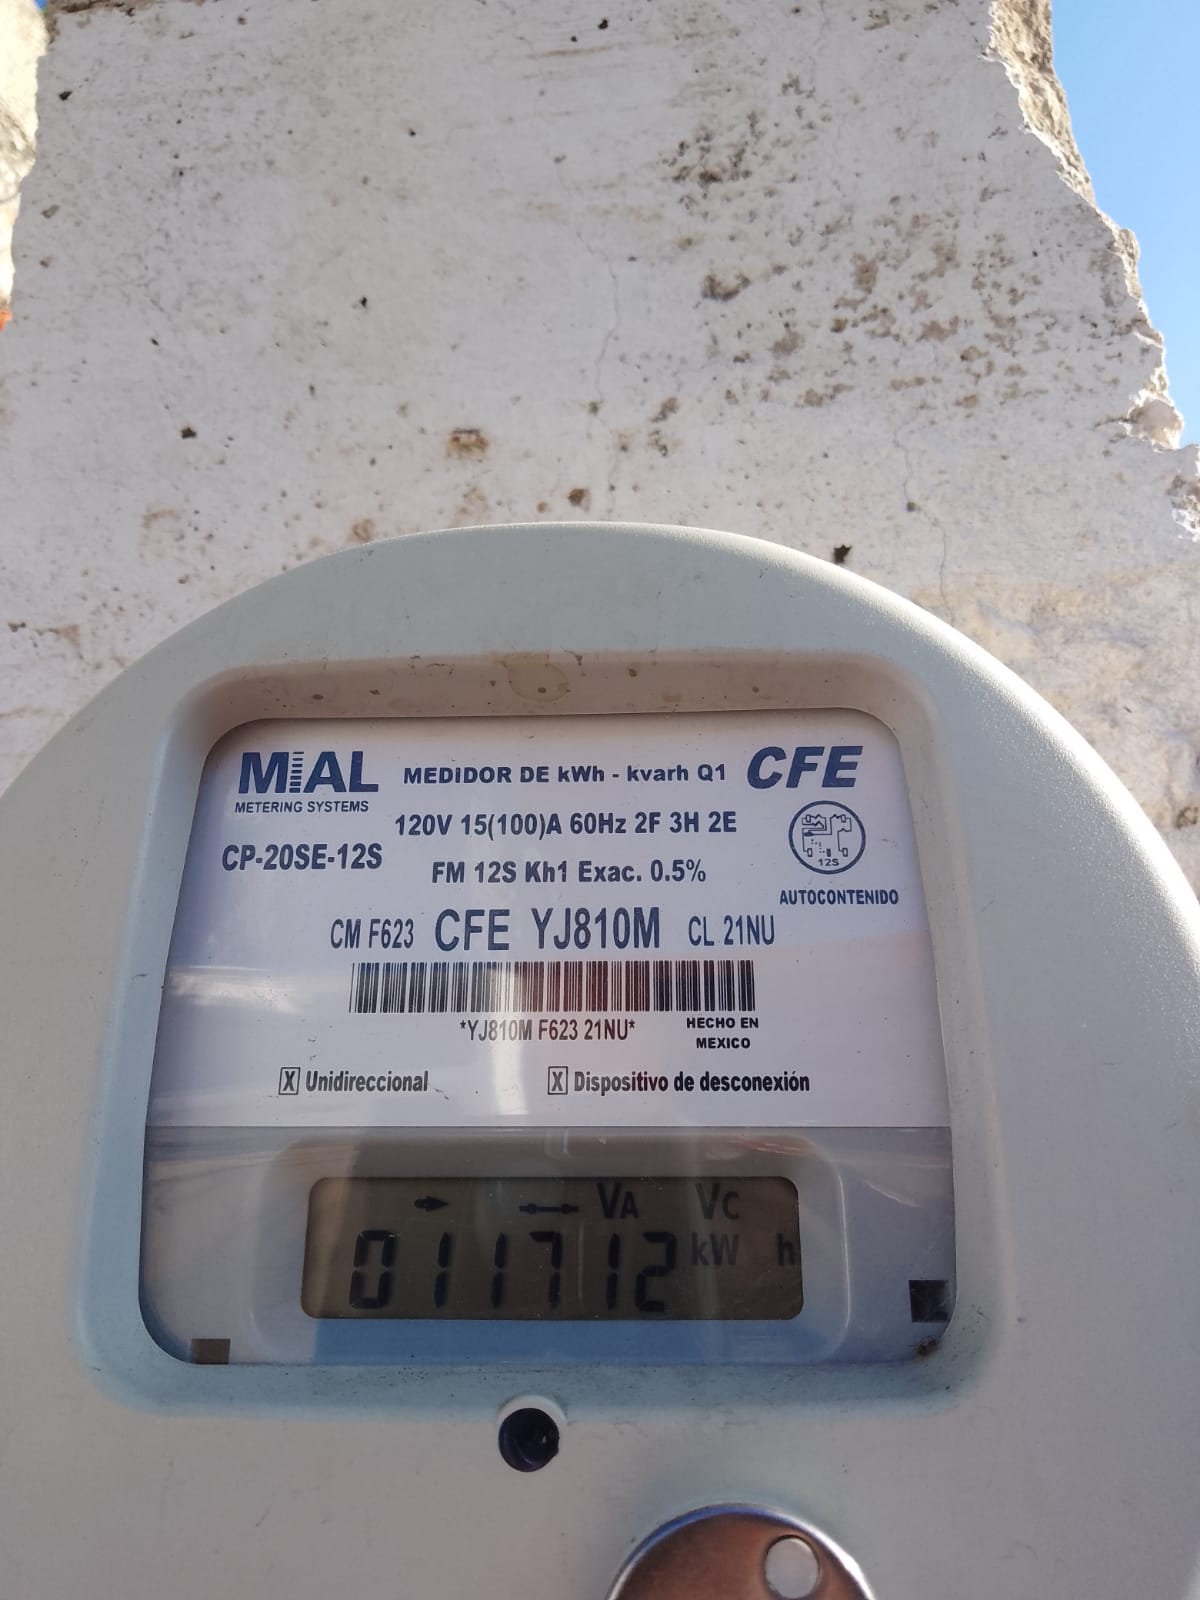 MIAL MEDIDOR DE kWh - kvarh Q1 CFE
METERING SYSTEMS
120V 15(100)A 60Hz 2F 3H 2E
CP-20SE-12S
FM 12S Kh1 Exac. 0.5%
12S
AUTOCONTENIDO
CM F623 CFE YJ810M CL 21NU
*YJ810M F623 21NU*
HECHO EN
MEXICO
X Unidireccional X Dispositivo de desconexión
VA VC
011712 kW h